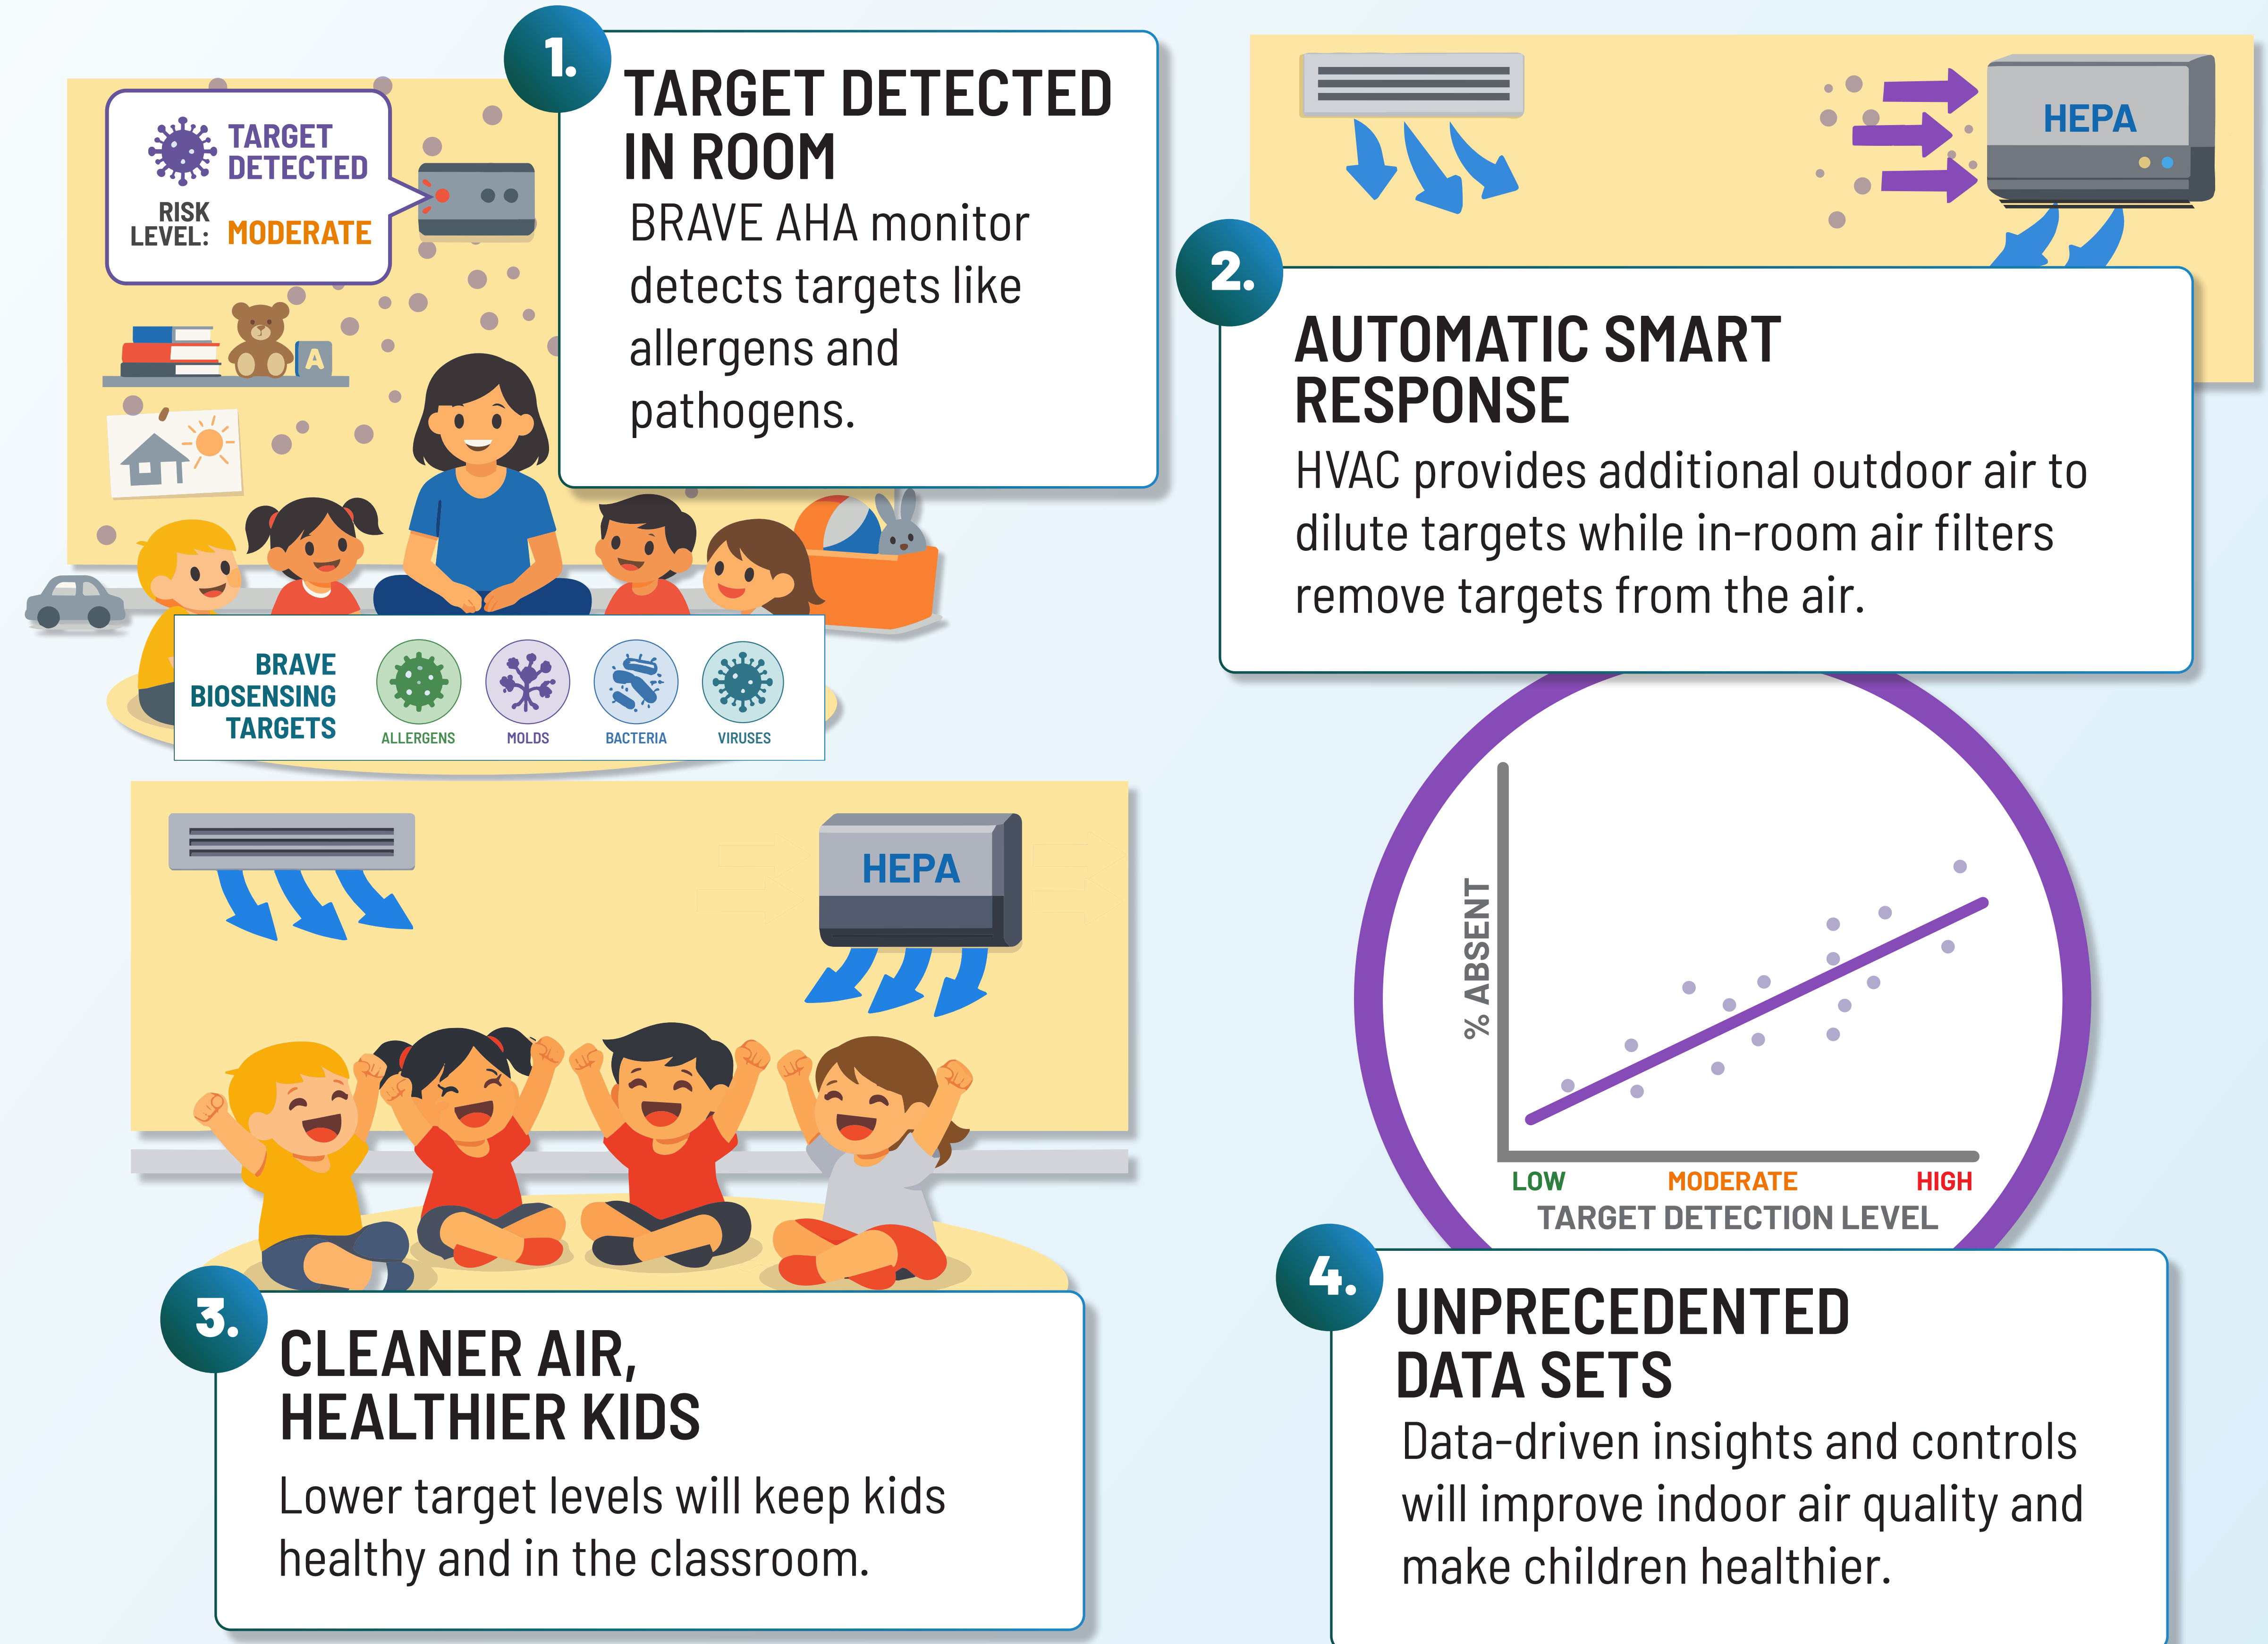 1.
TARGET DETECTED
IN ROOM
BRAVE AHA monitor
detects targets like
allergens and
pathogens.
TARGET
DETECTED
RISK
LEVEL: MODERATE
A
BRAVE
BIOSENSING
TARGETS
ALLERGENS
MOLDS
BACTERIA
VIRUSES
HEPA
2.
AUTOMATIC SMART
RESPONSE
HVAC provides additional outdoor air to
dilute targets while in-room air filters
remove targets from the air.
HEPA
3.
CLEANER AIR,
HEALTHIER KIDS
Lower target levels will keep kids
healthy and in the classroom.
% ABSENT
LOW MODERATE HIGH
TARGET DETECTION LEVEL
4.
UNPRECEDENTED
DATA SETS
Data-driven insights and controls
will improve indoor air quality and
make children healthier.